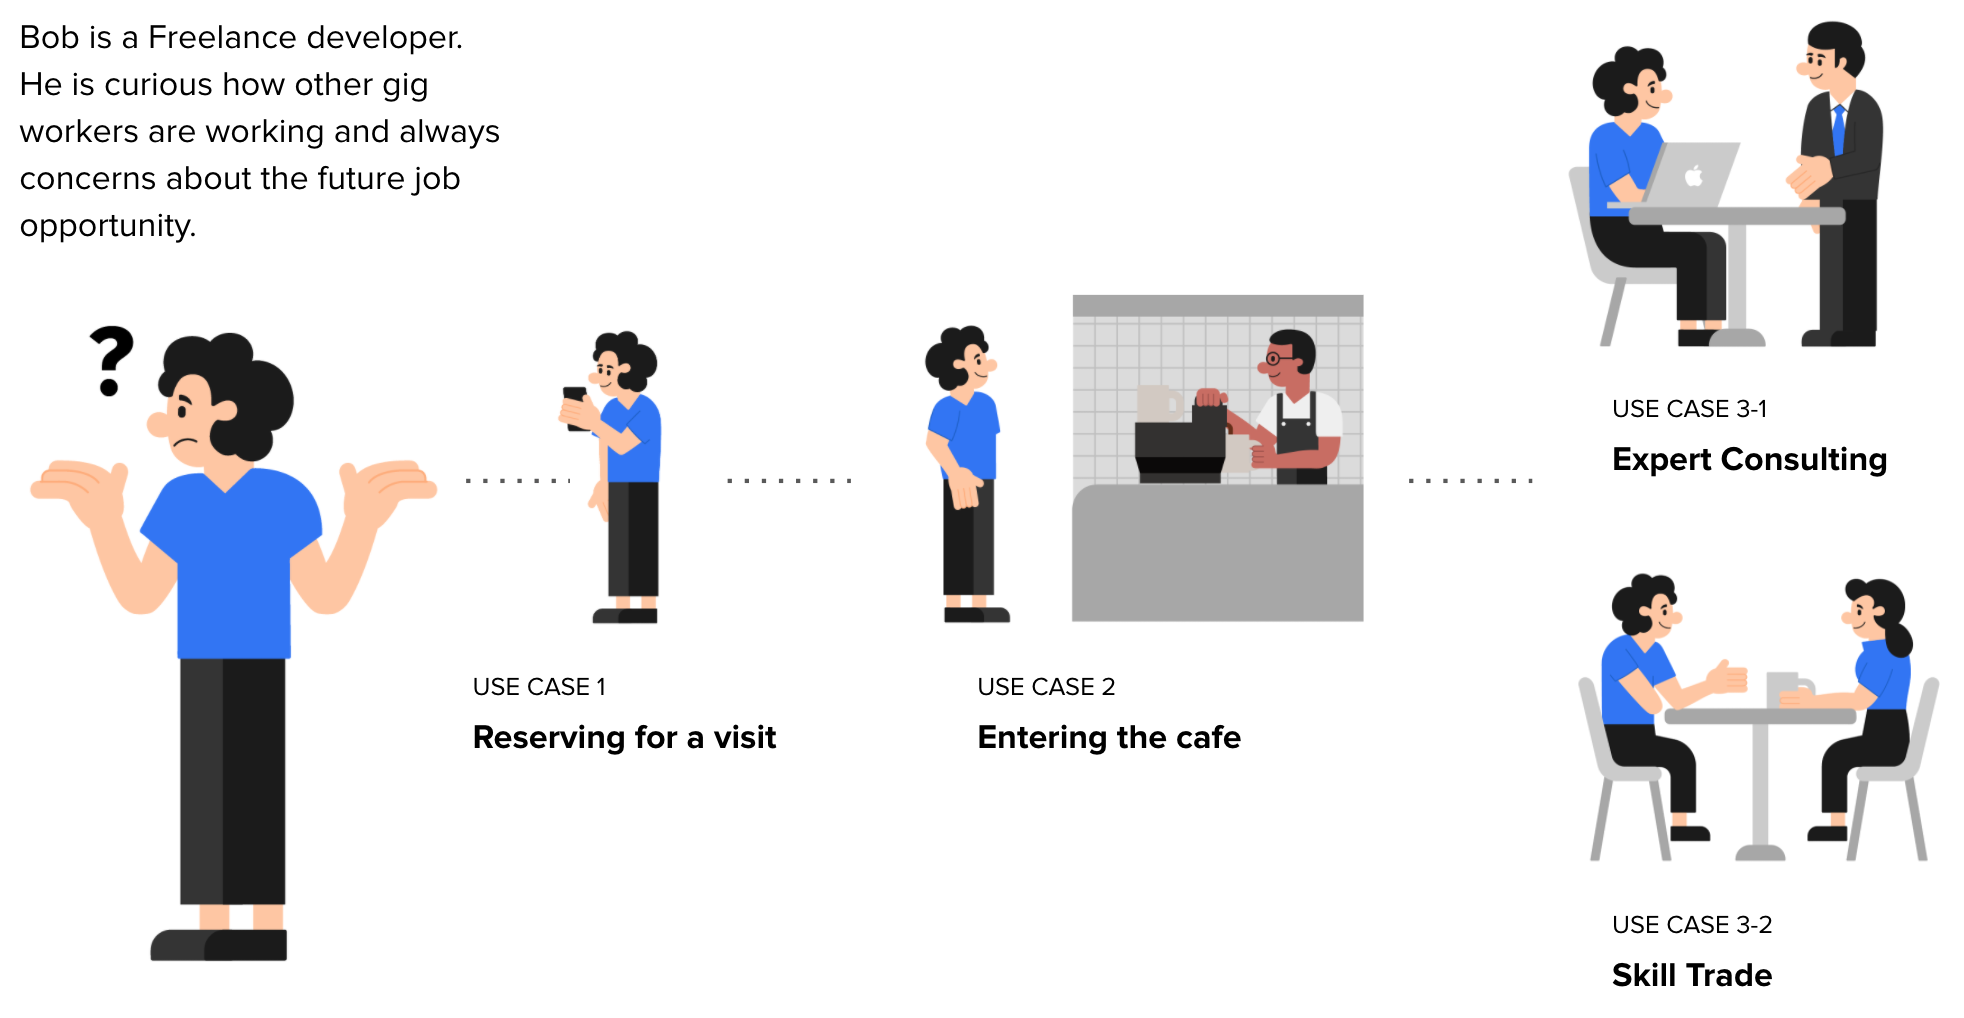 Bob is a Freelance developer.
He is curious how other gig
workers are working and always
concerns about the future job
opportunity.
?
USE CASE 1
Reserving for a visit
USE CASE 2
Entering the cafe
USE CASE 3-1
Expert Consulting
USE CASE 3-2
Skill Trade